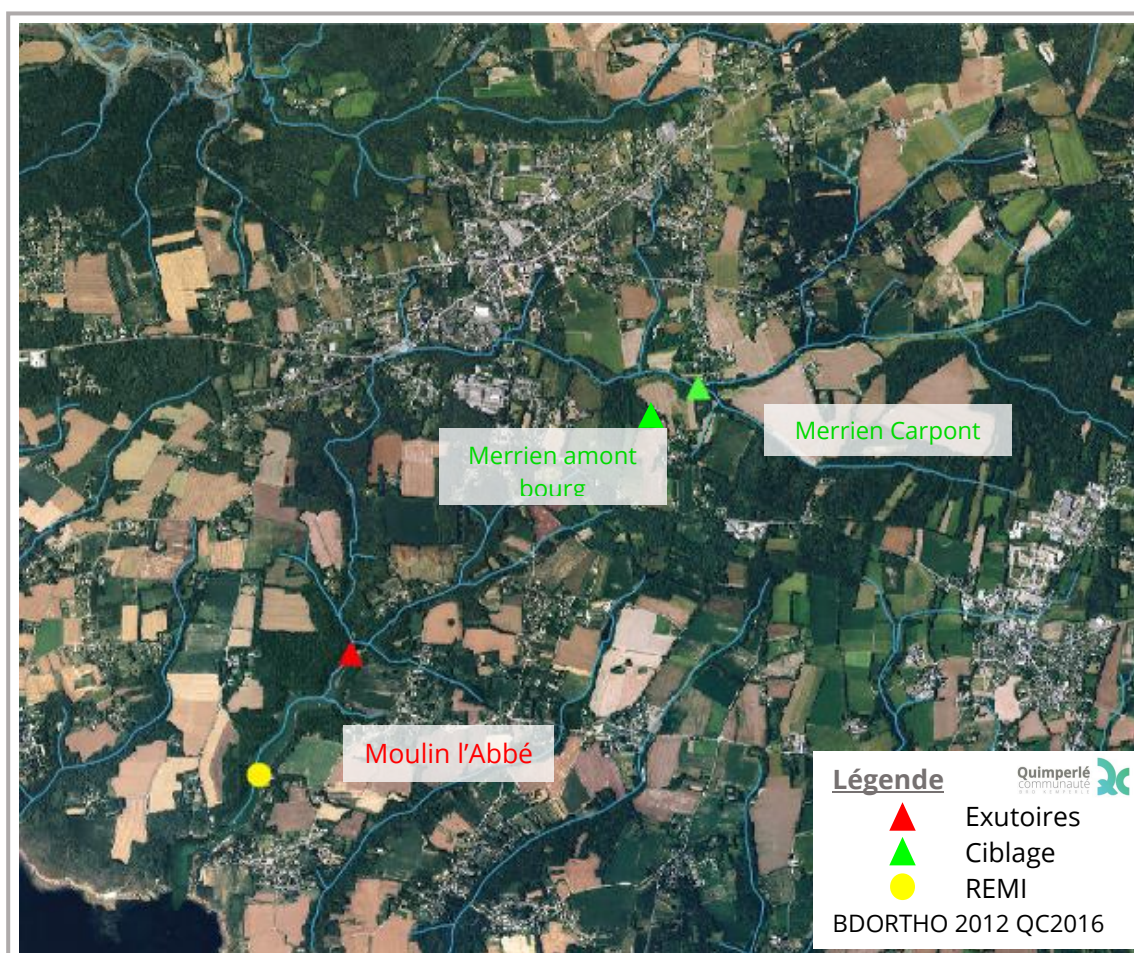 Merrien Carpont
Merrien amont
bourg
Moulin l'Abbé
Légende
Quimperlé
communauté
Exutoires
Ciblage
REMI
BDORTHO 2012 QC2016